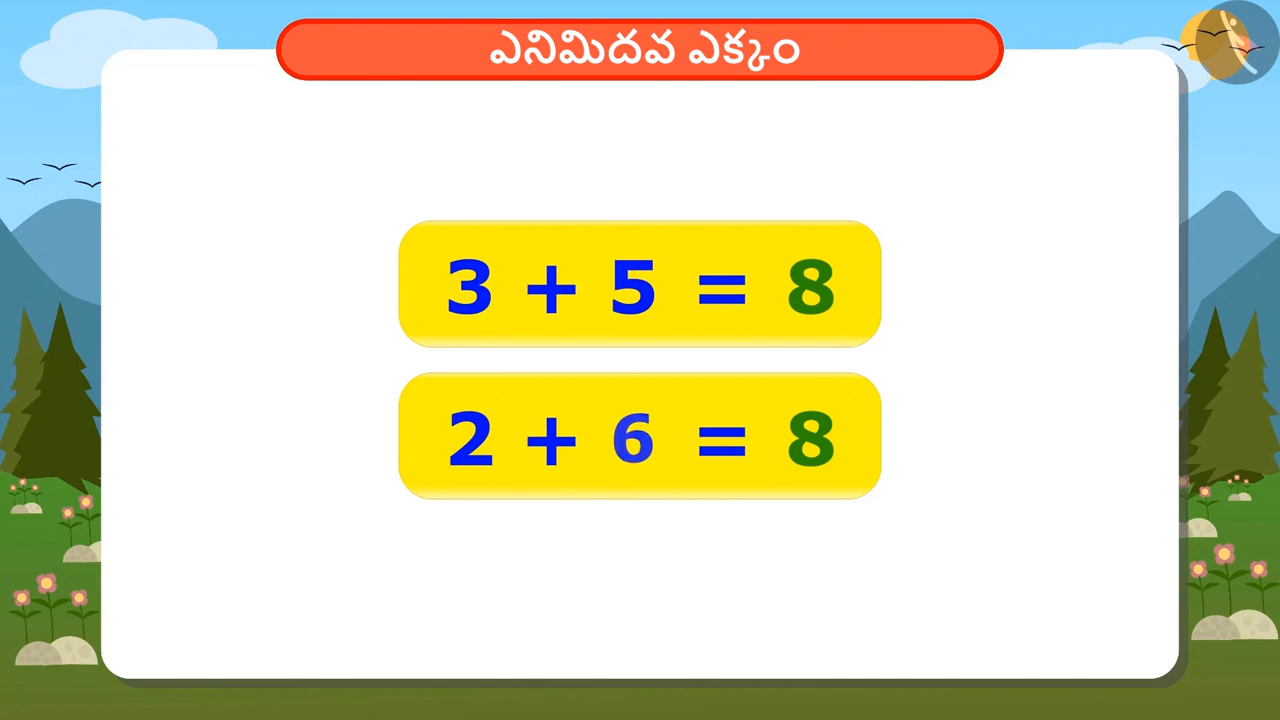 ఎనిమిదవ ఎక్కం
3 + 5 = 8
2 + 6 = 8